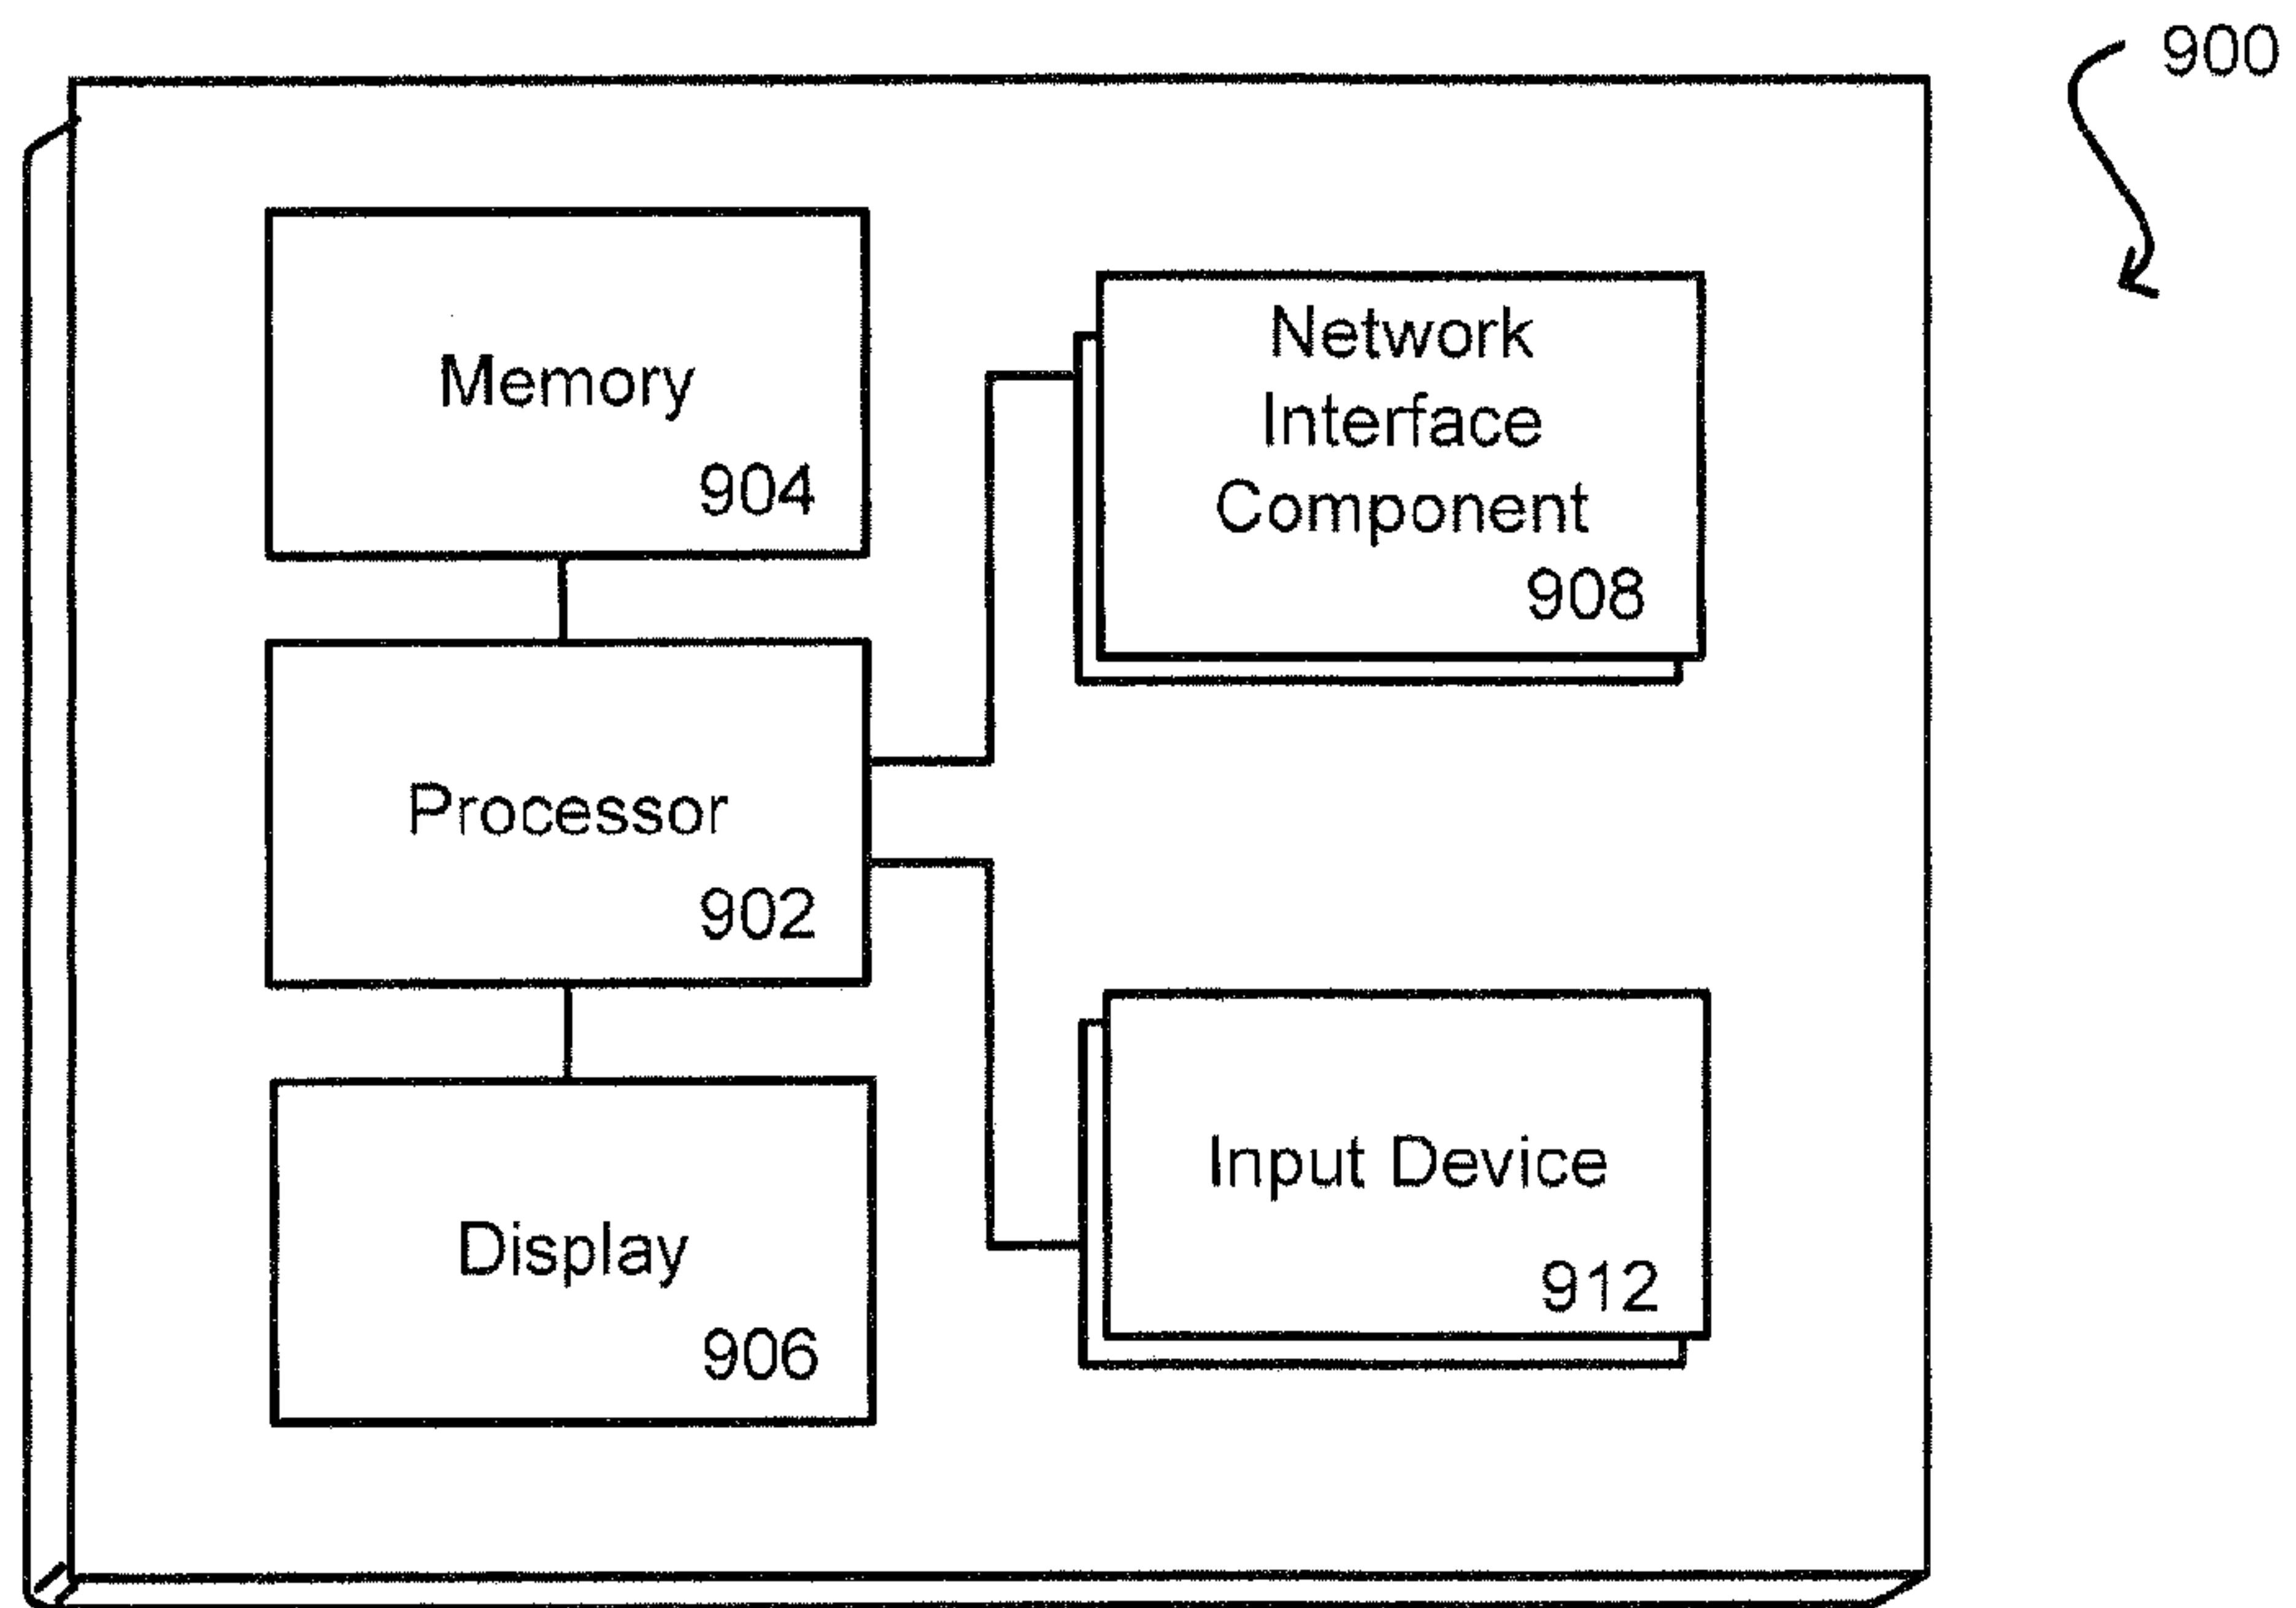 900
Memory
904
Network
Interface
Component
908
Processor
902
Input Device
912
Display
906